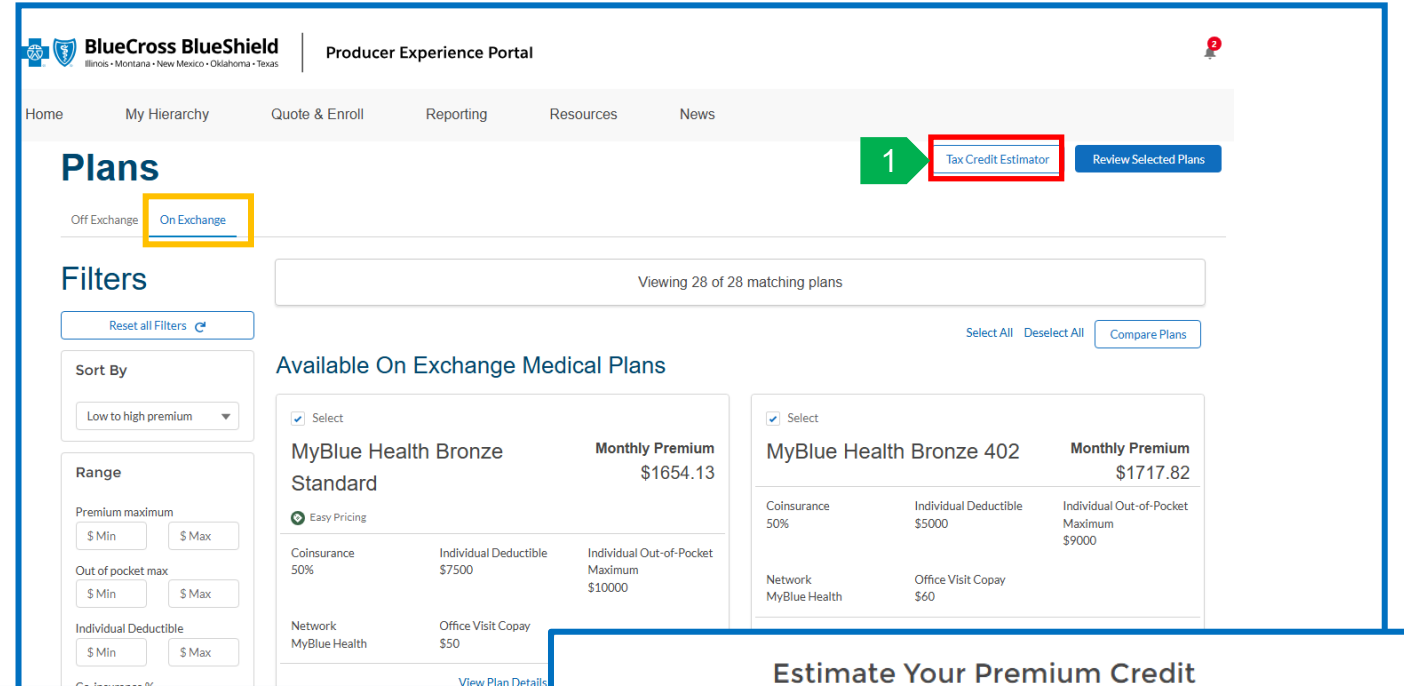 BlueCross BlueShield
Illinois • Montana • New Mexico • Oklahoma • Texas
Producer Experience Portal
2
Home My Hierarchy Quote & Enroll Reporting Resources News
Plans
1
Tax Credit Estimator
Review Selected Plans
Off Exchange On Exchange
Filters
Viewing 28 of 28 matching plans
Reset all Filters
Select All Deselect All Compare Plans
Sort By
Low to high premium
Range
Premium maximum
$ Min $ Max
Out of pocket max
$ Min $ Max
Individual Deductible
$ Min $ Max
Co-insurance %
Available On Exchange Medical Plans
Select
MyBlue Health Bronze
Standard
Monthly Premium
$1654.13
Easy Pricing
Coinsurance
50%
Individual Deductible
$7500
Individual Out-of-Pocket
Maximum
$10000
Network
MyBlue Health
Office Visit Copay
$50
View Plan Details
Select
MyBlue Health Bronze 402
Monthly Premium
$1717.82
Coinsurance
50%
Individual Deductible
$5000
Individual Out-of-Pocket
Maximum
$9000
Network
MyBlue Health
Office Visit Copay
$60
Estimate Your Premium Credit